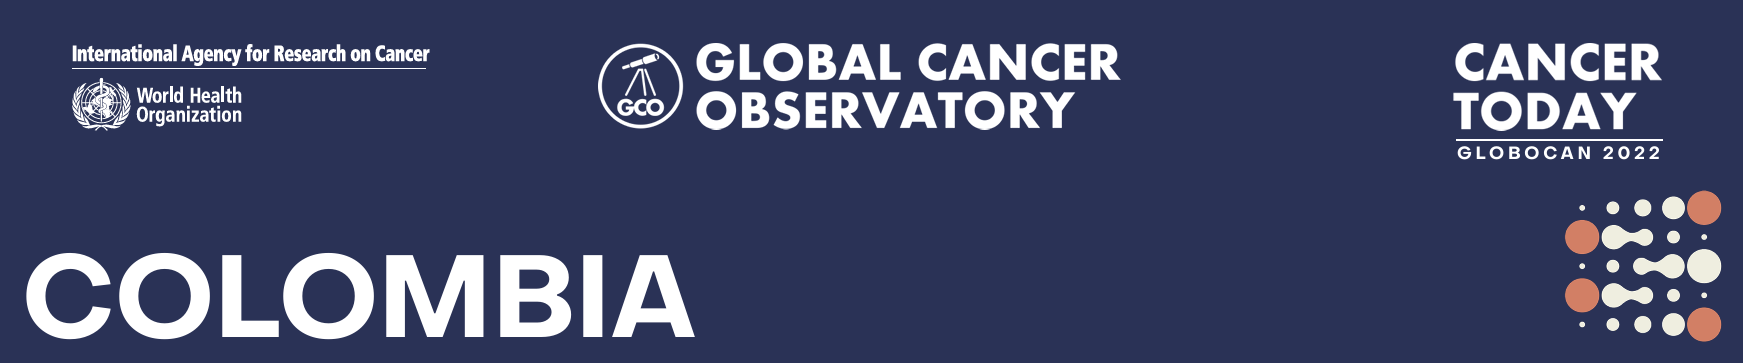 International Agency for Research on Cancer
World Health
Organization
GCO
GLOBAL CANCER
OBSERVATORY
CANCER
TODAY
GLOBOCAN 2022
COLOMBIA